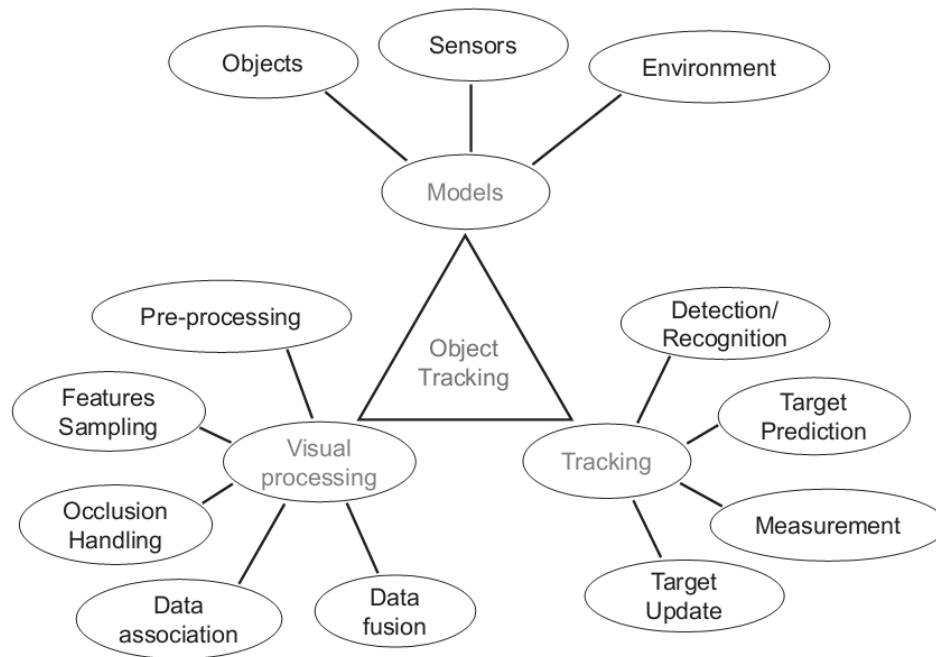 Sensors
Objects
Environment
Models
Pre-processing
Detection/
Recognition
Object
Tracking
Features
Sampling
Target
Prediction
Visual
processing
Tracking
Occlusion
Handling
Measurement
Data
association
Data
fusion
Target
Update